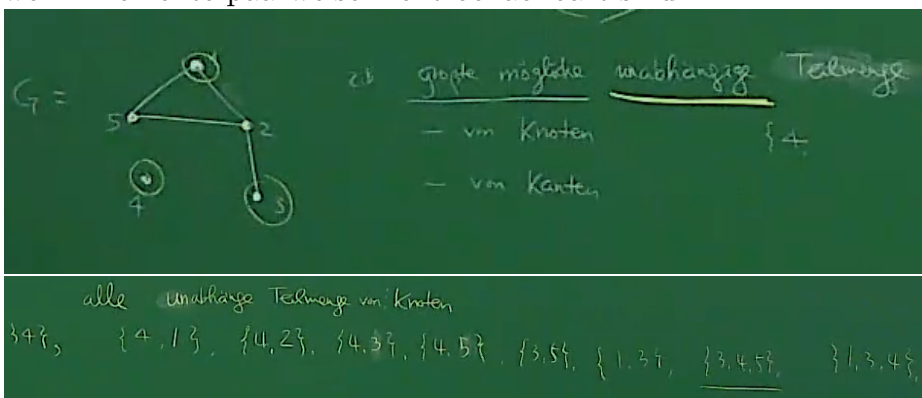 G =
1
5
2
4
3
z.B größte mögliche unabhängige Teilmenge
– von Knoten
{4,
– von Kanten
alle unabhänge Teilmenge von Knoten
{4}, {4,1}, {4,2}, {4,3}, {4,5}, {3,5}, {1,3}, {3,4,5}, {1,3,4},